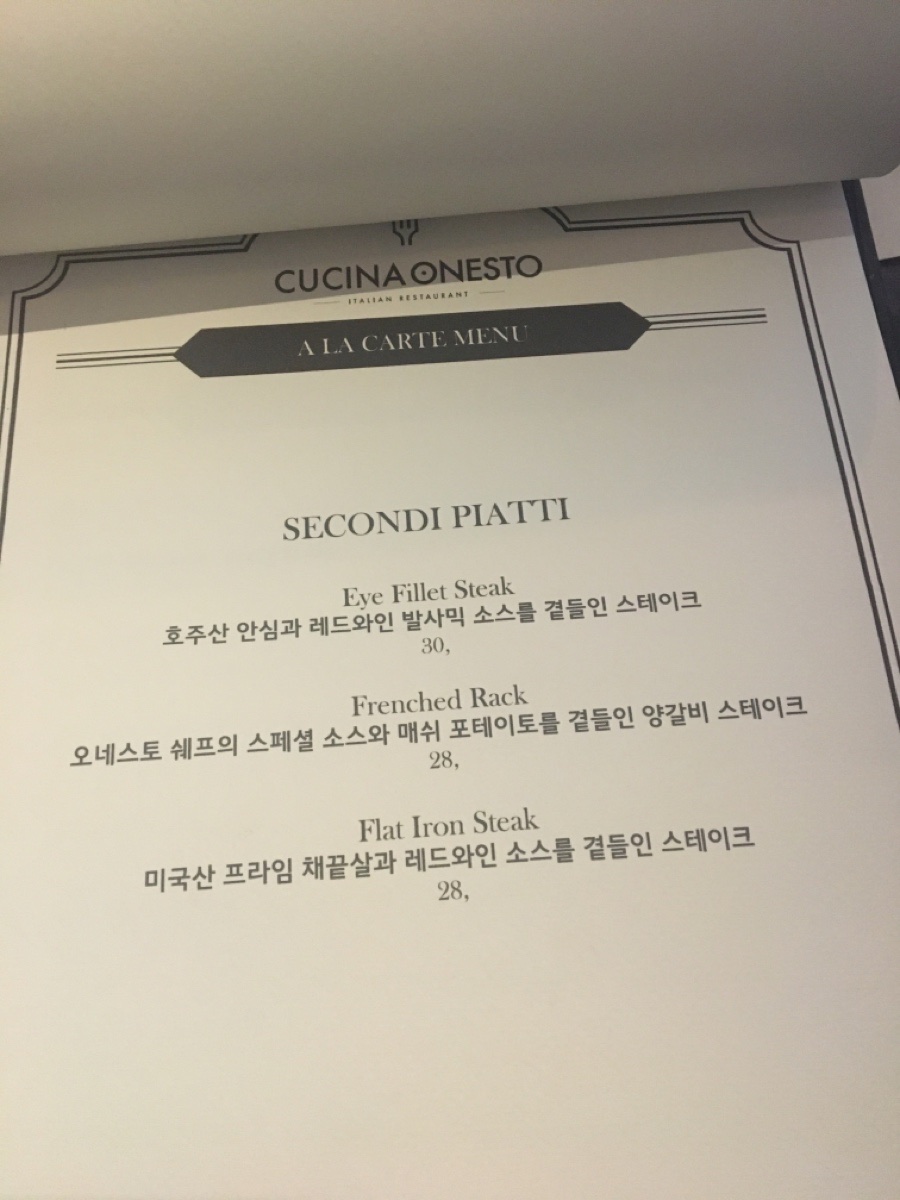 CUCINA ONESTO
ITALIAN RESTAURANT
A LA CARTE MENU
SECONDI PIATTI
Eye Fillet Steak
호주산 안심과 레드와인 발사믹 소스를 곁들인 스테이크
30,
Frenched Rack
오네스토 쉐프의 스페셜 소스와 매쉬 포테이토를 곁들인 양갈비 스테이크
28,
Flat Iron Steak
미국산 프라임 채끝살과 레드와인 소스를 곁들인 스테이크
28,